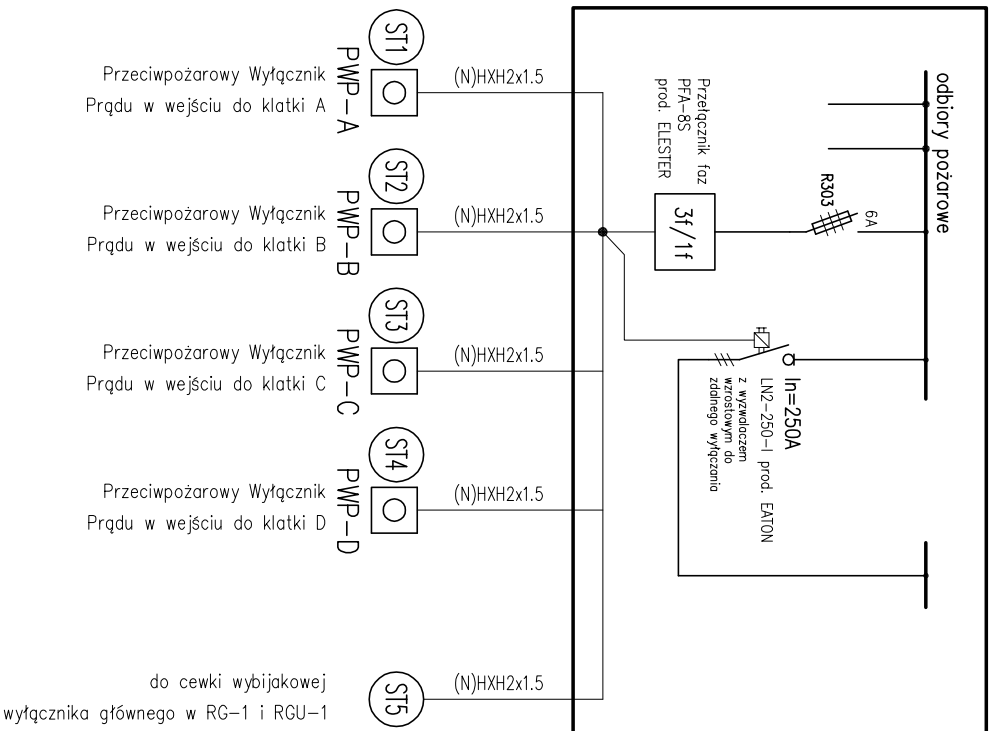 ST1
PWP-A
Przeciwpożarowy Wyłącznik
Prądu w wejściu do klatki A
(N)HXH2x1.5
ST2
PWP-B
Przeciwpożarowy Wyłącznik
Prądu w wejściu do klatki B
(N)HXH2x1.5
ST3
PWP-C
Przeciwpożarowy Wyłącznik
Prądu w wejściu do klatki C
(N)HXH2x1.5
ST4
PWP-D
Przeciwpożarowy Wyłącznik
Prądu w wejściu do klatki D
(N)HXH2x1.5
ST5
do cewki wybijakowej
wyłącznika głównego w RG-1 i RGU-1
(N)HXH2x1.5
odbiory pożarowe
Przełącznik faz
PFA-8S
prod. ELESTER
3f/1f
R303
6A
In=250A
LN2-250-I prod. EATON
z wyzwalaczem
wzrostowym do
zdalnego wyłączania